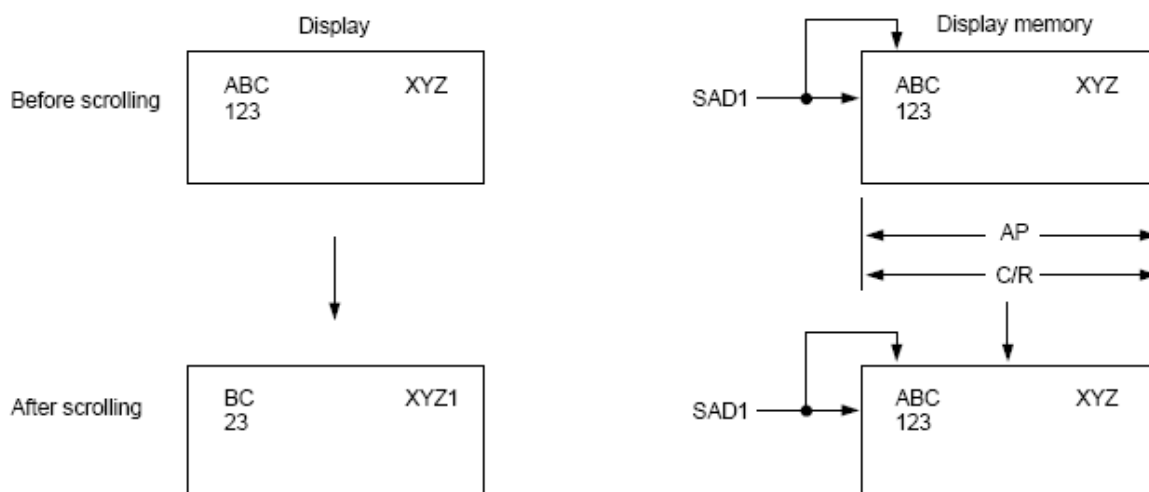 Display
Display memory
Before scrolling
ABC XYZ
123
SAD1
ABC XYZ
123
AP
C/R
After scrolling
BC XYZ1
23
SAD1
ABC XYZ
123